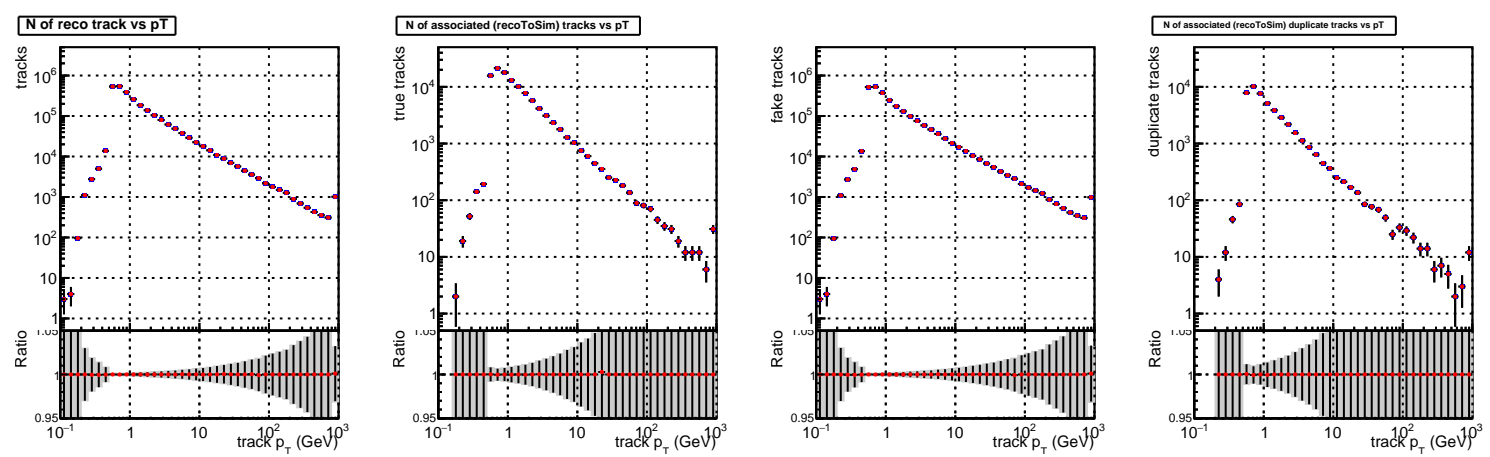 N of reco track vs pT
N of associated (recoToSim) tracks vs pT
N of associated (recoToSim) duplicate tracks vs pT
tracks
10^6
10^5
10^4
10^3
10^2
10
1
Ratio
1.05
1
0.95
10^-1 1 10 10^2 10^3
track p_T (GeV)
true tracks
10^4
10^3
10^2
10
1
Ratio
1.05
1
0.95
10^-1 1 10 10^2 10^3
track p_T (GeV)
fake tracks
10^6
10^5
10^4
10^3
10^2
10
1
Ratio
1.05
1
0.95
10^-1 1 10 10^2 10^3
track p_T (GeV)
duplicate tracks
10^4
10^3
10^2
10
1
Ratio
1.05
1
0.95
10^-1 1 10 10^2 10^3
track p_T (GeV)